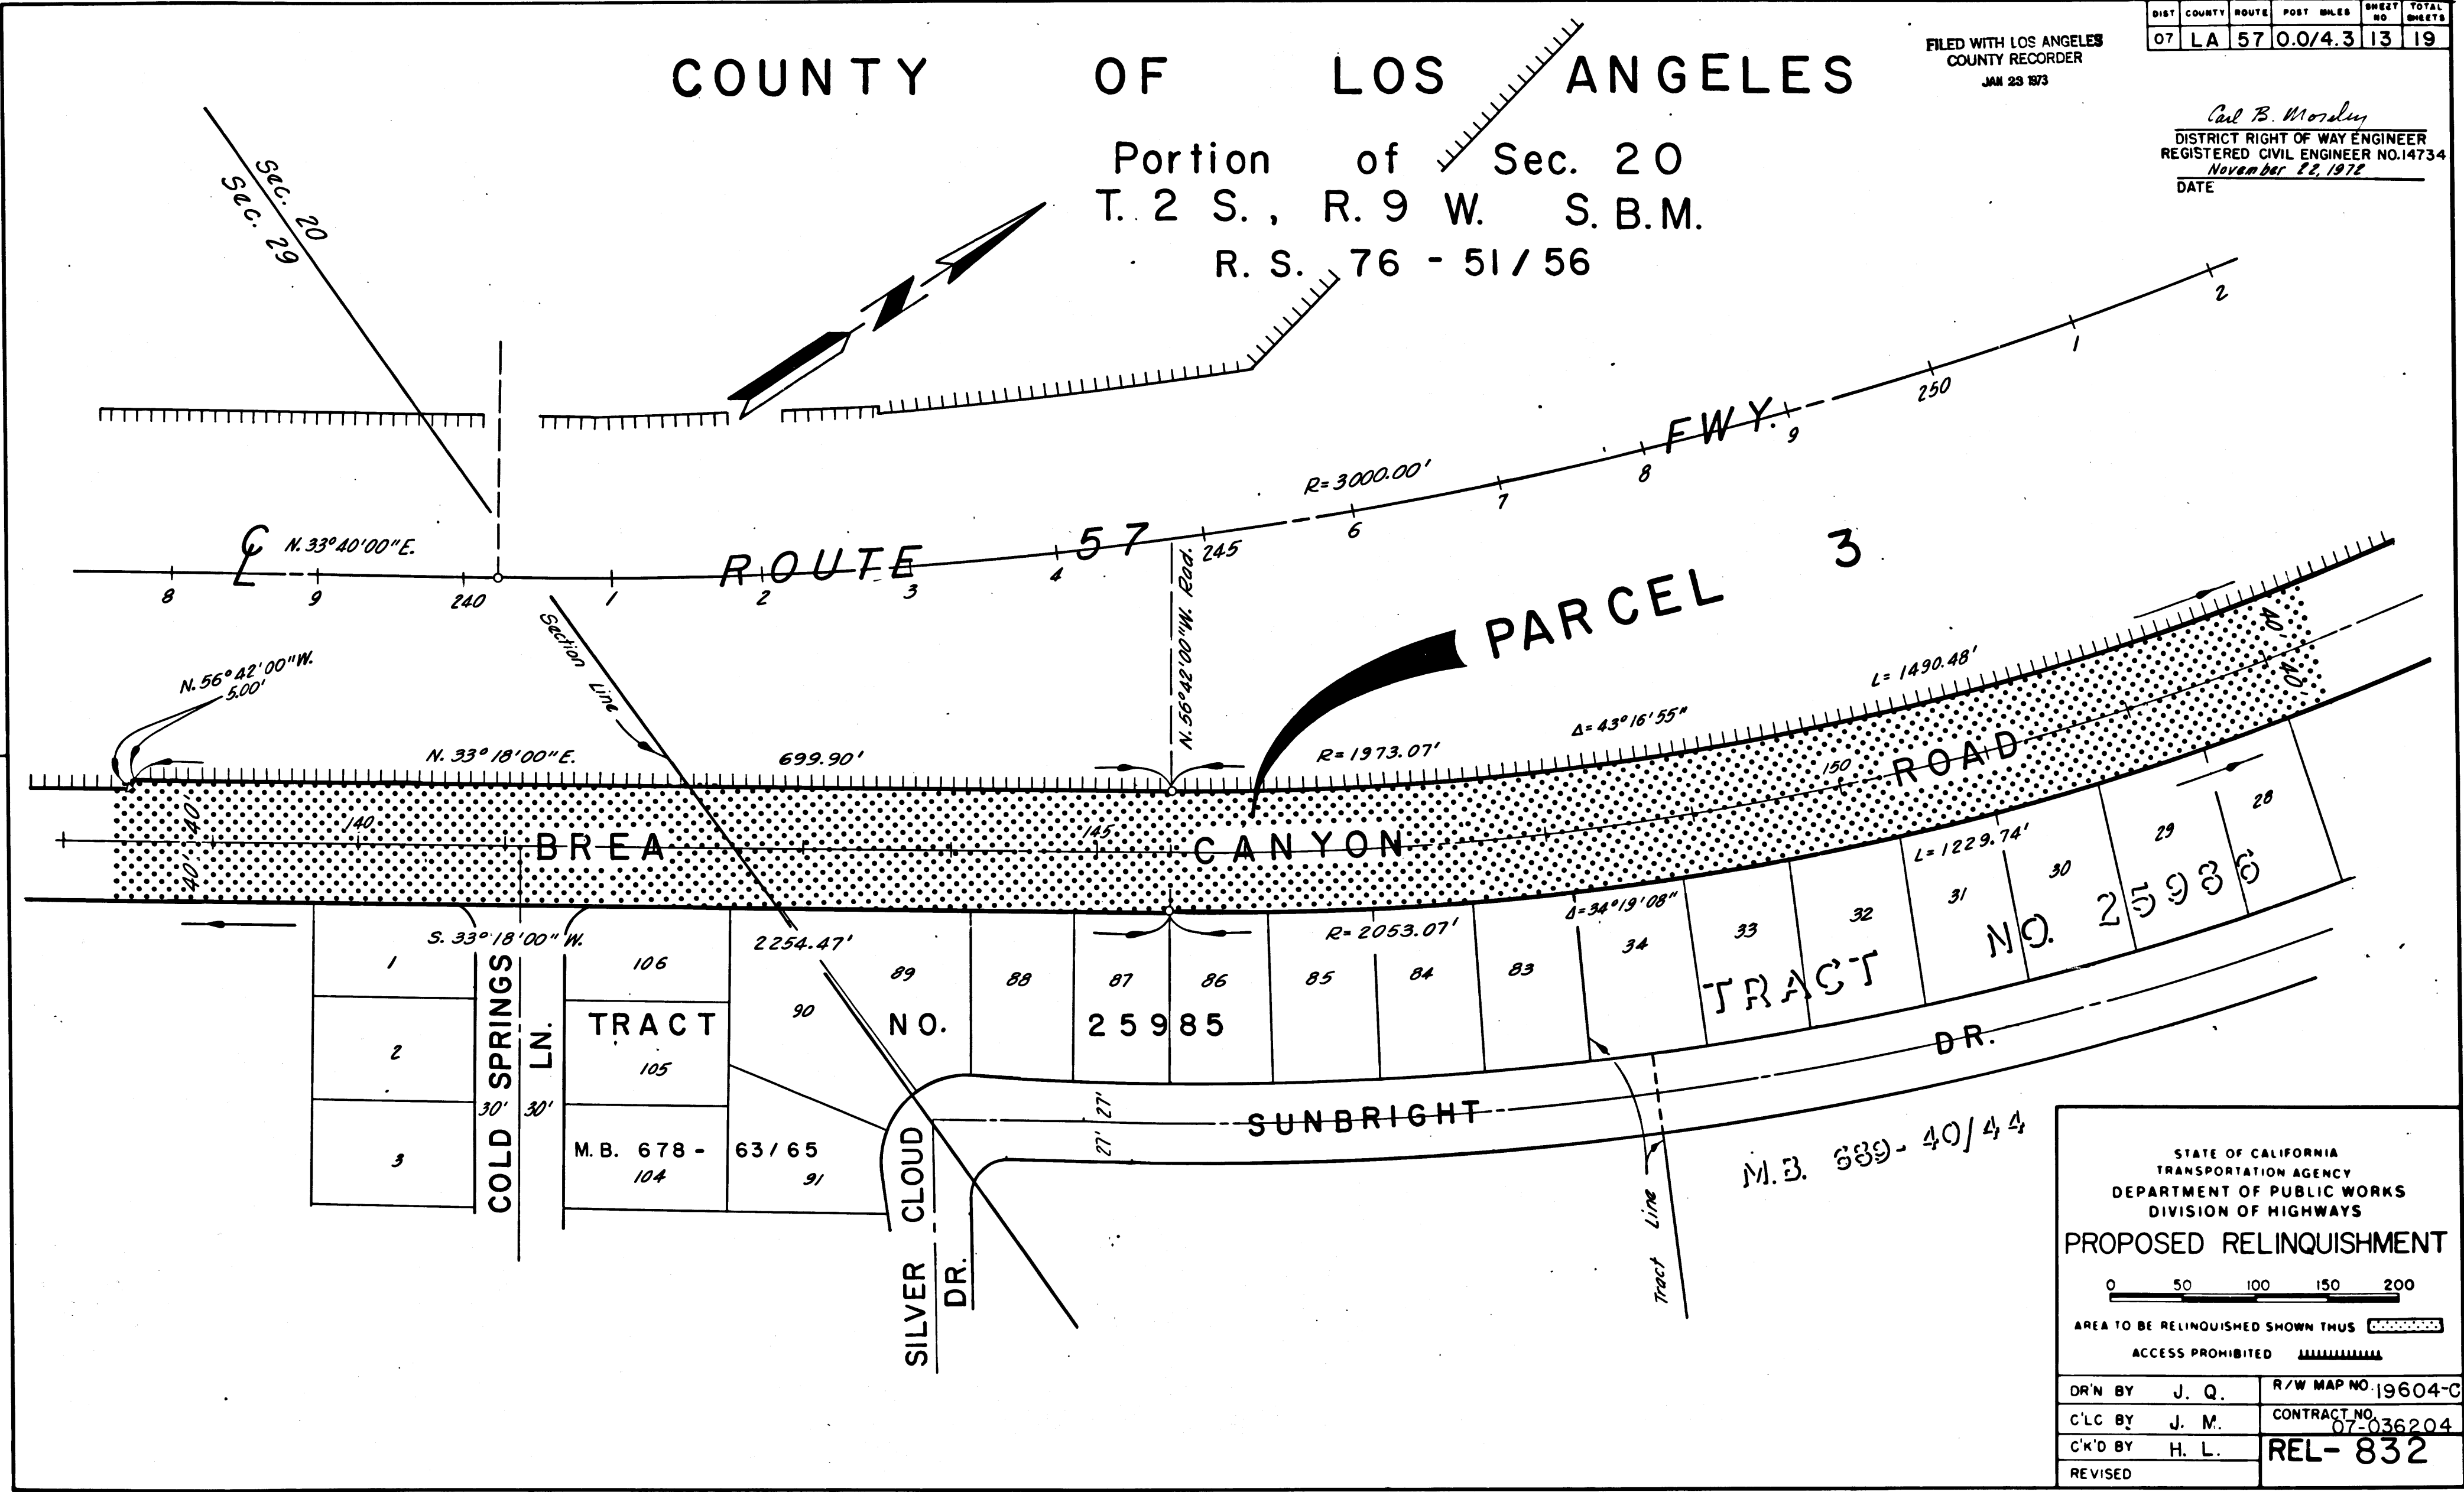 DIST COUNTY ROUTE POST MILES SHEET NO TOTAL SHEETS
07 LA 57 0.0/4.3 13 19
FILED WITH LOS ANGELES
COUNTY RECORDER
JAN 23 1973
COUNTY OF LOS ANGELES
Carl B. Moseley
DISTRICT RIGHT OF WAY ENGINEER
REGISTERED CIVIL ENGINEER NO.14734
November 22, 1972
DATE
Portion of Sec. 20
T. 2 S., R. 9 W. S.B.M.
R. S. 76 - 51/56
Sec. 20
Sec. 29
N
2
1
250
FWY.
9
8
7
6
R=3000.00'
℄ N.33°40'00"E.
ROUTE 57
8
9
240
1
2
3
4
245
PARCEL 3
Section Line
N.56°42'00"W. Rad.
N.56°42'00"W.
5.00'
N. 33°18'00"E.
699.90'
R=1973.07'
Δ=43°16'55"
L=1490.48'
40'
40'
40'
40'
140
145
150
BREA CANYON ROAD
S. 33°18'00"W.
2254.47'
R=2053.07'
Δ=34°19'08"
L=1229.74'
1
106
89
88
87
86
85
84
83
34
33
32
31
30
29
28
2
TRACT NO. 25985
90
105
TRACT NO. 25986
3
30' 30'
COLD SPRINGS LN.
M.B. 678 - 63/65
104
91
SILVER CLOUD DR.
27' 27'
SUNBRIGHT DR.
Tract Line
M.B. 689-40/44
STATE OF CALIFORNIA
TRANSPORTATION AGENCY
DEPARTMENT OF PUBLIC WORKS
DIVISION OF HIGHWAYS
PROPOSED RELINQUISHMENT
0 50 100 150 200
AREA TO BE RELINQUISHED SHOWN THUS
ACCESS PROHIBITED
DR'N BY J. Q. R/W MAP NO. 19604-C
C'LC BY J. M. CONTRACT NO. 07-036204
C'K'D BY H. L. REL- 832
REVISED